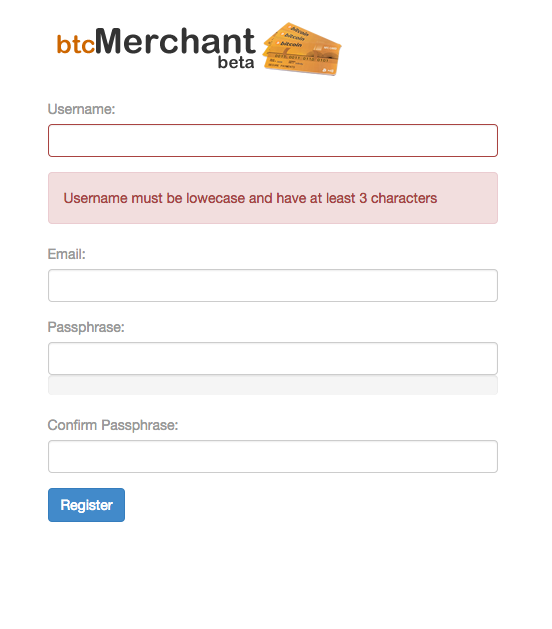 btcMerchant
beta
bitcoin
bitcoin
bitcoin
Username:
Username must be lowecase and have at least 3 characters
Email:
Passphrase:
Confirm Passphrase:
Register